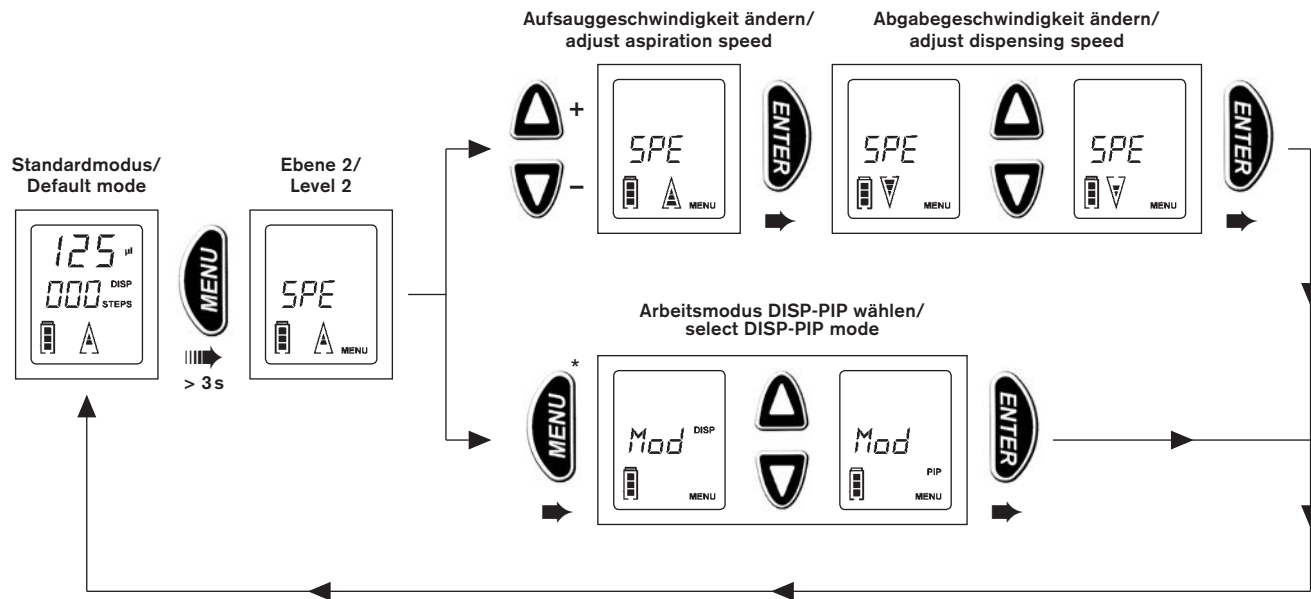 Aufsauggeschwindigkeit ändern/
adjust aspiration speed
Abgabegeschwindigkeit ändern/
adjust dispensing speed
+
ENTER
SPE
MENU
–
SPE
MENU
SPE
MENU
ENTER
Standardmodus/
Default mode
Ebene 2/
Level 2
125 µl
000 DISP
STEPS
MENU
> 3s
SPE
MENU
Arbeitsmodus DISP-PIP wählen/
select DISP-PIP mode
MENU *
Mod DISP
MENU
Mod
PIP
MENU
ENTER